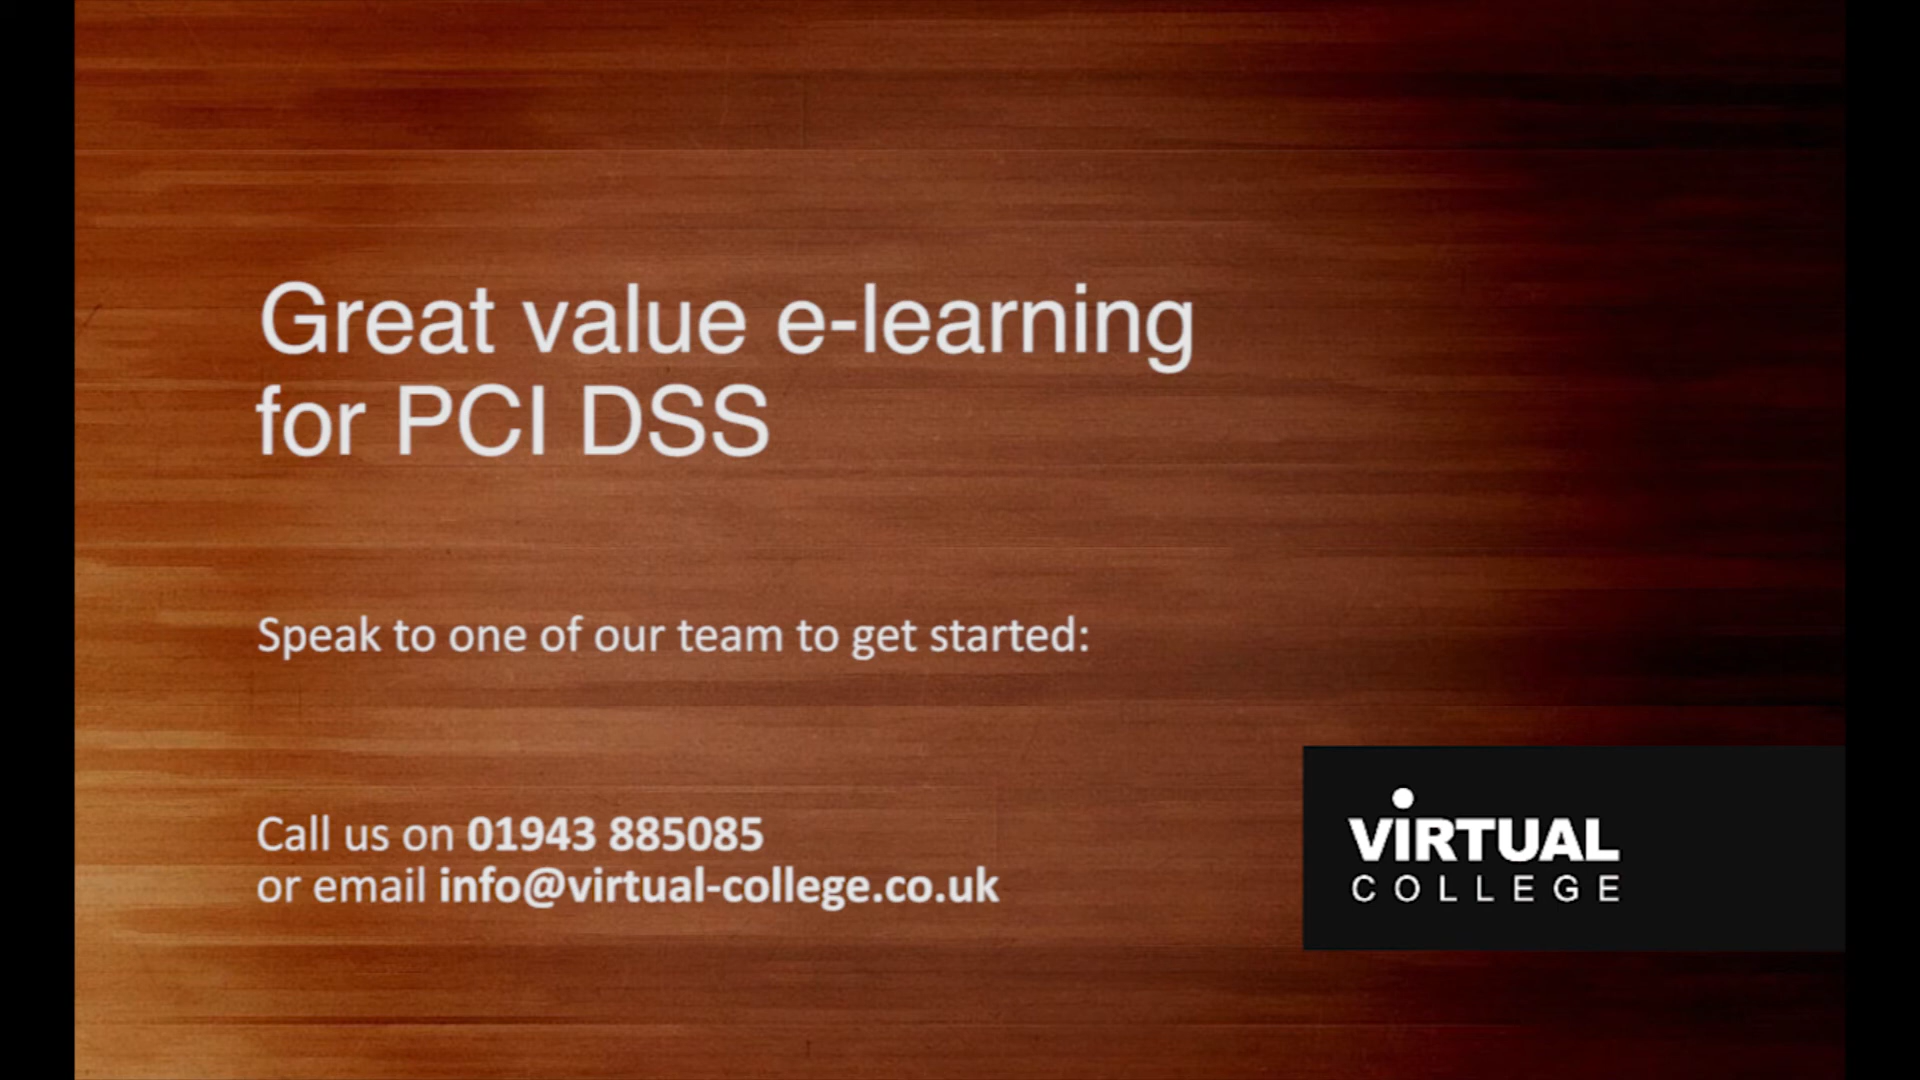 Great value e-learning
for PCI DSS
Speak to one of our team to get started:
Call us on 01943 885085
or email info@virtual-college.co.uk
VIRTUAL
COLLEGE